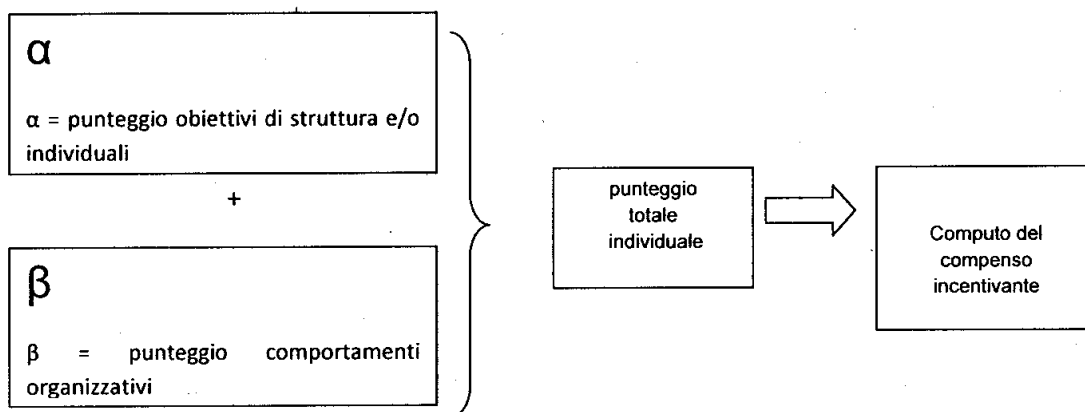 α
α = punteggio obiettivi di struttura e/o
individuali
+
β
β = punteggio comportamenti
organizzativi
punteggio
totale
individuale
Computo del
compenso
incentivante